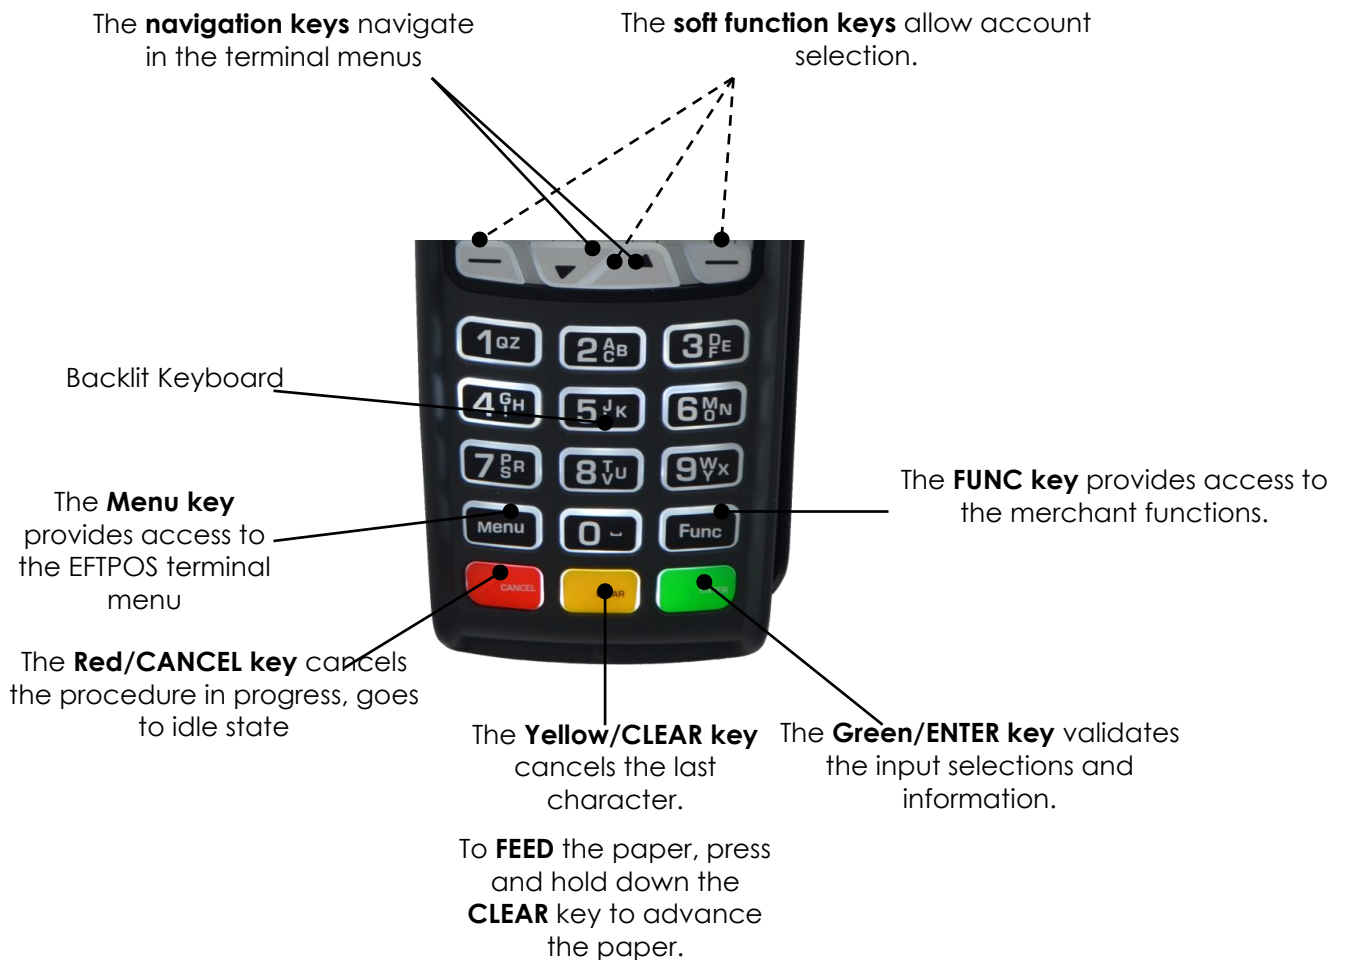 The navigation keys navigate
in the terminal menus
The soft function keys allow account
selection.
1 QZ
2 ABC
3 DEF
Backlit Keyboard
4 GHI
5 JK
6 MNO
7 PRS
8 TUV
9 WXY
The FUNC key provides access to
the merchant functions.
The Menu key
provides access to
the EFTPOS terminal
menu
Menu
0
Func
CANCEL
The Red/CANCEL key cancels
the procedure in progress, goes
to idle state
The Yellow/CLEAR key
cancels the last
character.
The Green/ENTER key validates
the input selections and
information.
To FEED the paper, press
and hold down the
CLEAR key to advance
the paper.